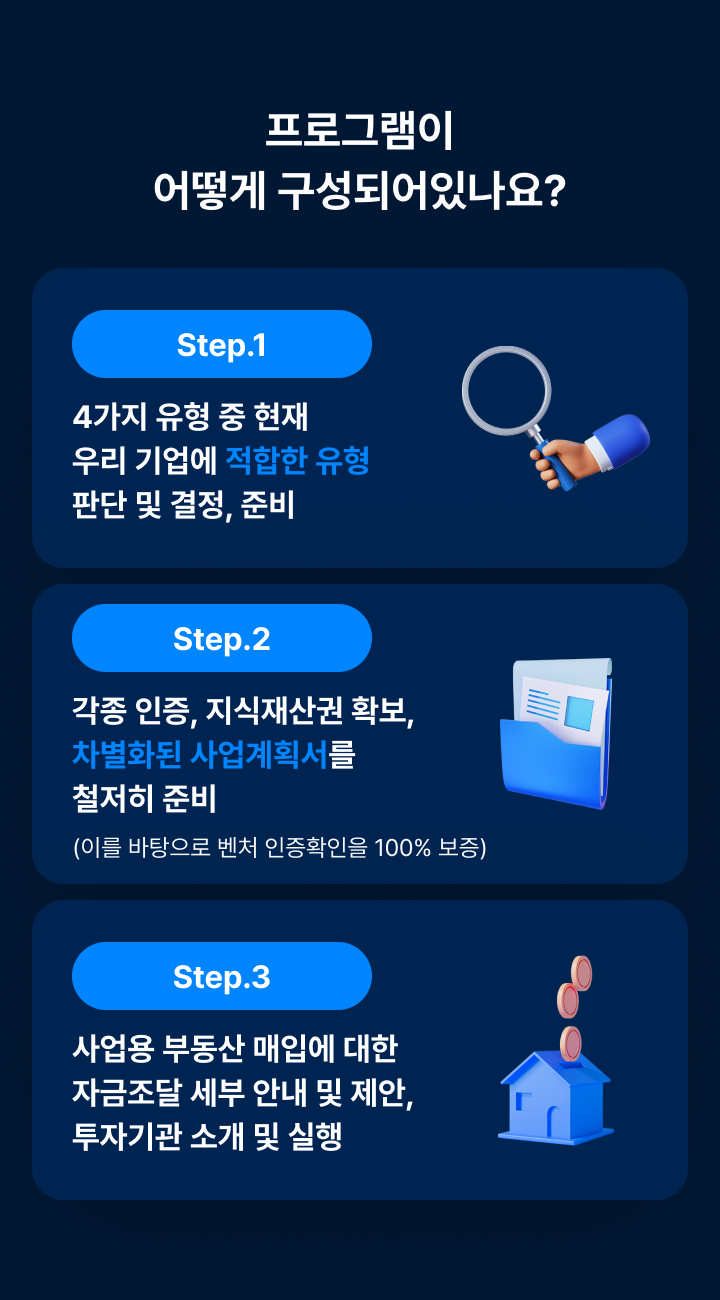 프로그램이
어떻게 구성되어있나요?
Step.1
4가지 유형 중 현재
우리 기업에 적합한 유형
판단 및 결정, 준비
Step.2
각종 인증, 지식재산권 확보,
차별화된 사업계획서를
철저히 준비
(이를 바탕으로 벤처 인증확인을 100% 보증)
Step.3
사업용 부동산 매입에 대한
자금조달 세부 안내 및 제안,
투자기관 소개 및 실행